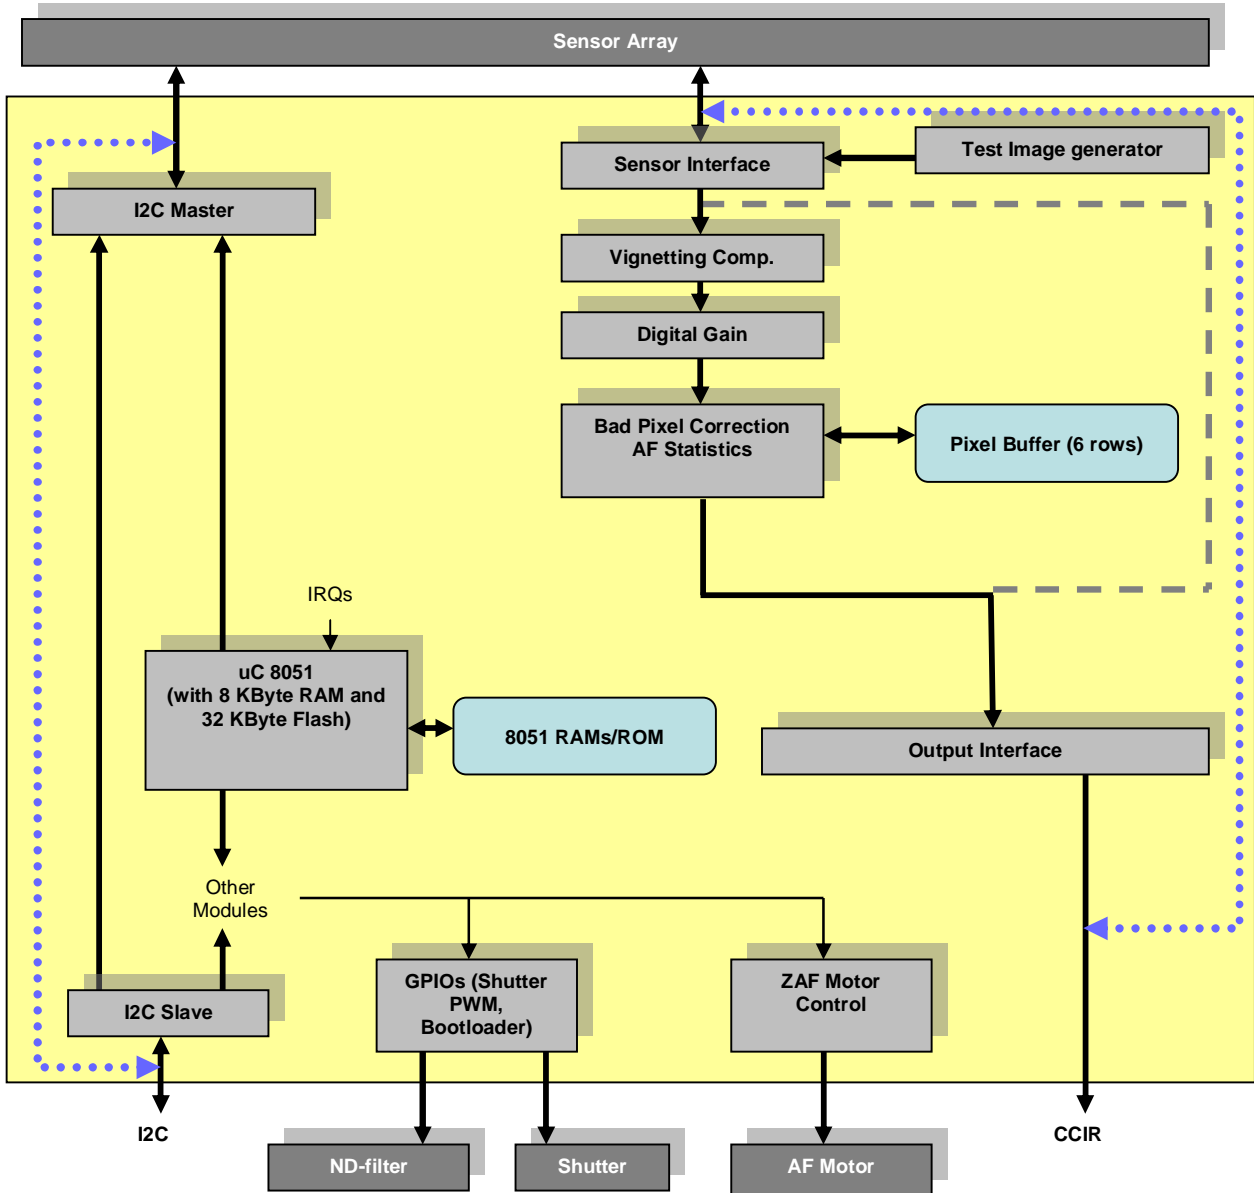 Sensor Array
Sensor Interface
Test Image generator
I2C Master
Vignetting Comp.
Digital Gain
Bad Pixel Correction
AF Statistics
Pixel Buffer (6 rows)
IRQs
uC 8051
(with 8 KByte RAM and
32 KByte Flash)
8051 RAMs/ROM
Output Interface
Other
Modules
GPIOs (Shutter
PWM,
Bootloader)
ZAF Motor
Control
I2C Slave
I2C
CCIR
ND-filter
Shutter
AF Motor